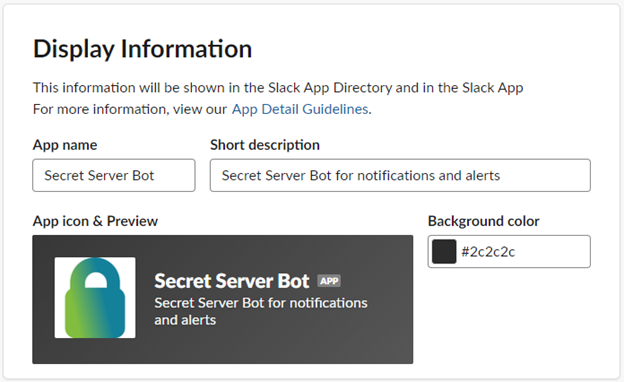 Display Information
This information will be shown in the Slack App Directory and in the Slack App
For more information, view our App Detail Guidelines.
App name
Short description
Secret Server Bot
Secret Server Bot for notifications and alerts
App icon & Preview
Background color
Secret Server Bot APP
Secret Server Bot for notifications
and alerts
#2c2c2c